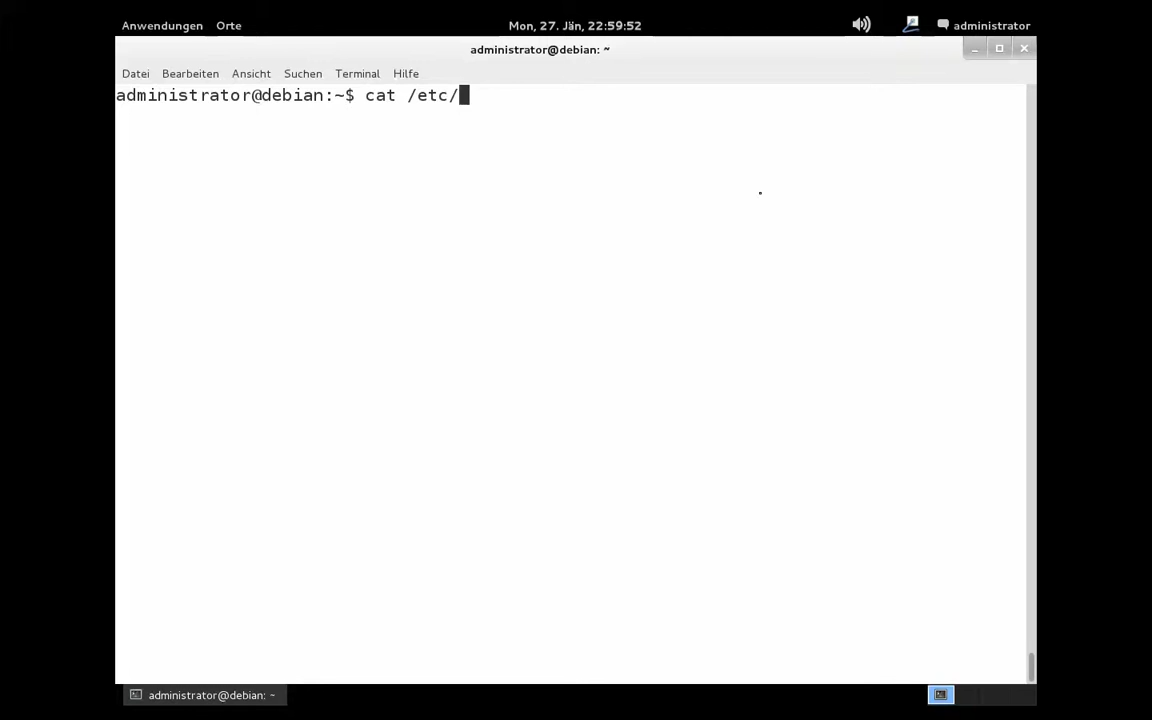 Anwendungen Orte Mon, 27. Jän, 22:59:52 administrator
administrator@debian: ~
Datei Bearbeiten Ansicht Suchen Terminal Hilfe
administrator@debian:~$ cat /etc/
administrator@debian: ~